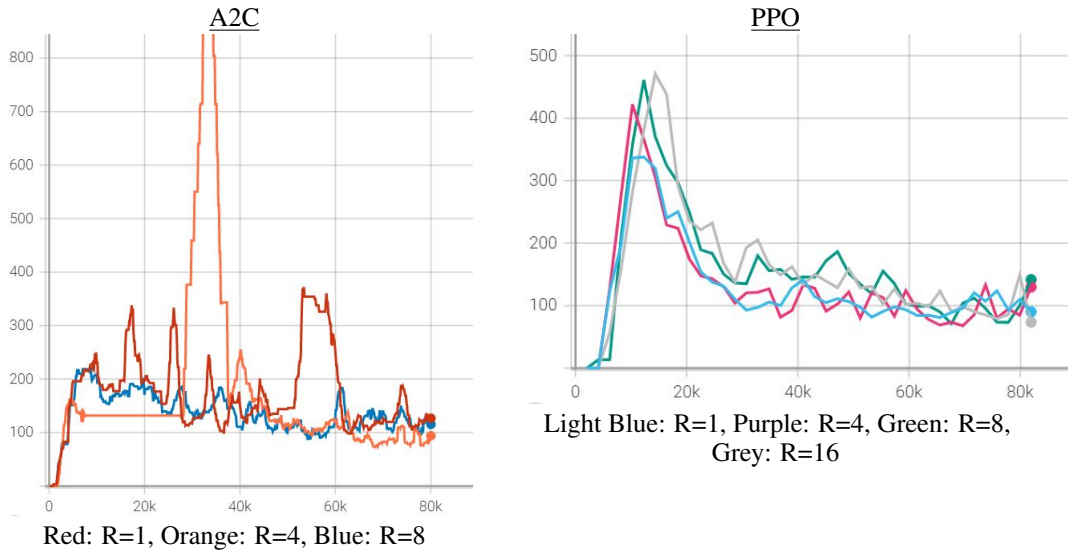 A2C
800
700
600
500
400
300
200
100
0
20k
40k
60k
80k
Red: R=1, Orange: R=4, Blue: R=8
PPO
500
400
300
200
100
0
20k
40k
60k
80k
Light Blue: R=1, Purple: R=4, Green: R=8,
Grey: R=16